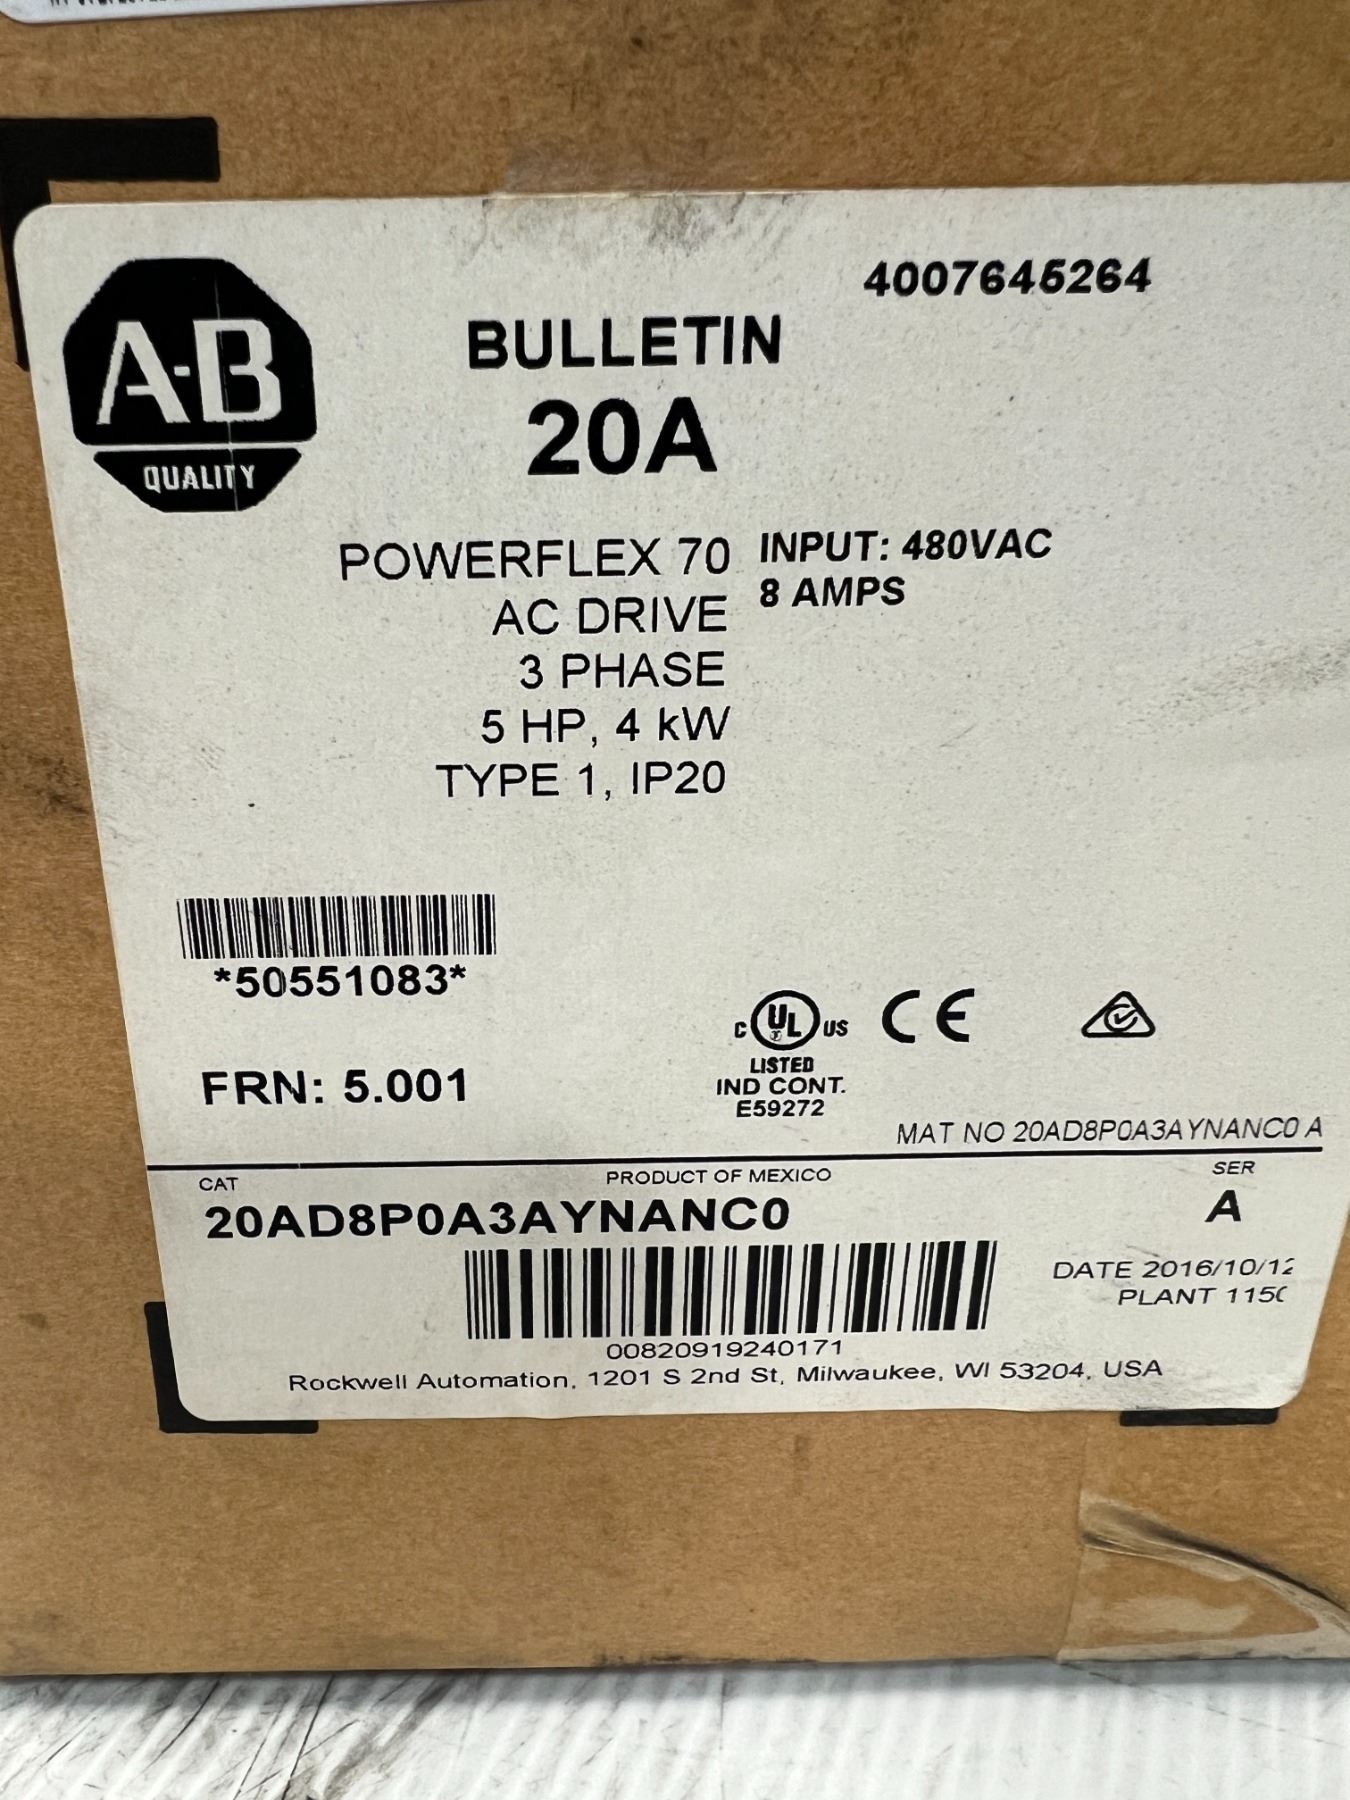 4007645264
A-B
QUALITY
BULLETIN
20A
POWERFLEX 70
AC DRIVE
3 PHASE
5 HP, 4 kW
TYPE 1, IP20
INPUT: 480VAC
8 AMPS
*50551083*
FRN: 5.001
C UL US
LISTED
IND CONT.
E59272
CE
MAT NO 20AD8P0A3AYNANC0 A
CAT
PRODUCT OF MEXICO
SER
20AD8P0A3AYNANC0
A
DATE 2016/10/12
PLANT 115
00820919240171
Rockwell Automation, 1201 S 2nd St, Milwaukee, WI 53204, USA